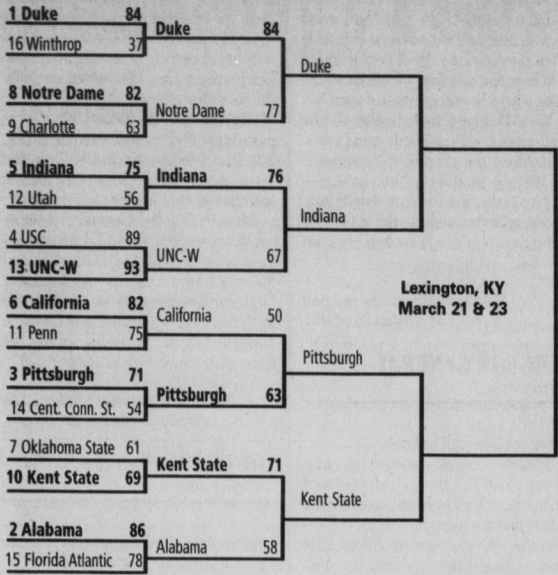 1 Duke 84
16 Winthrop 37
8 Notre Dame 82
9 Charlotte 63
5 Indiana 75
12 Utah 56
4 USC 89
13 UNC-W 93
6 California 82
11 Penn 75
3 Pittsburgh 71
14 Cent. Conn. St. 54
7 Oklahoma State 61
10 Kent State 69
2 Alabama 86
15 Florida Atlantic 78
Duke 84
Notre Dame 77
Indiana 76
UNC-W 67
California 50
Pittsburgh 63
Kent State 71
Alabama 58
Duke
Indiana
Pittsburgh
Kent State
Lexington, KY
March 21 & 23